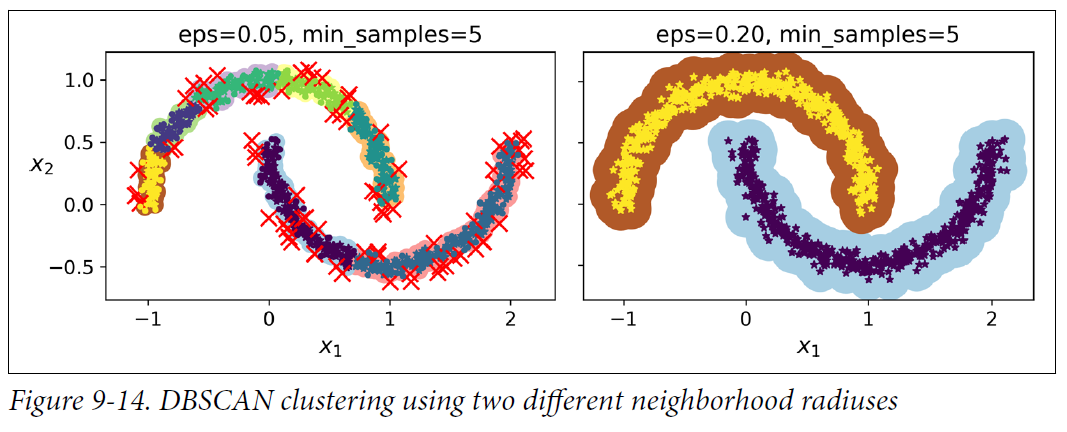 eps=0.05, min_samples=5
eps=0.20, min_samples=5
1.0
0.5
0.0
−0.5
x2
−1 0 1 2
−1 0 1 2
x1
x1
Figure 9-14. DBSCAN clustering using two different neighborhood radiuses